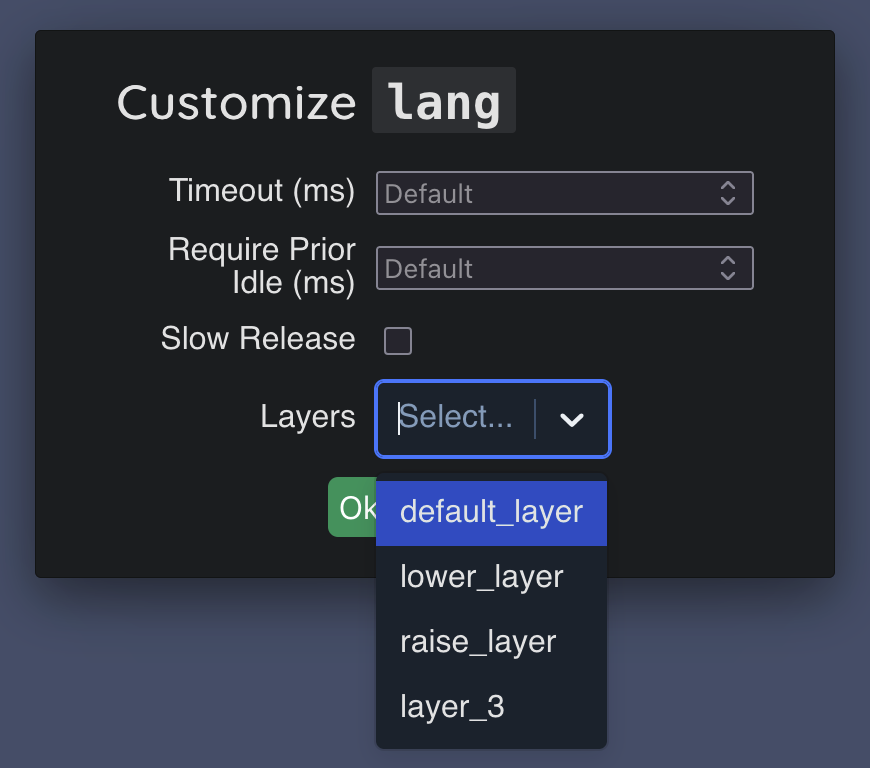 Customize lang
Timeout (ms) Default
Require Prior
Idle (ms) Default
Slow Release
Layers Select...
Ok
default_layer
lower_layer
raise_layer
layer_3